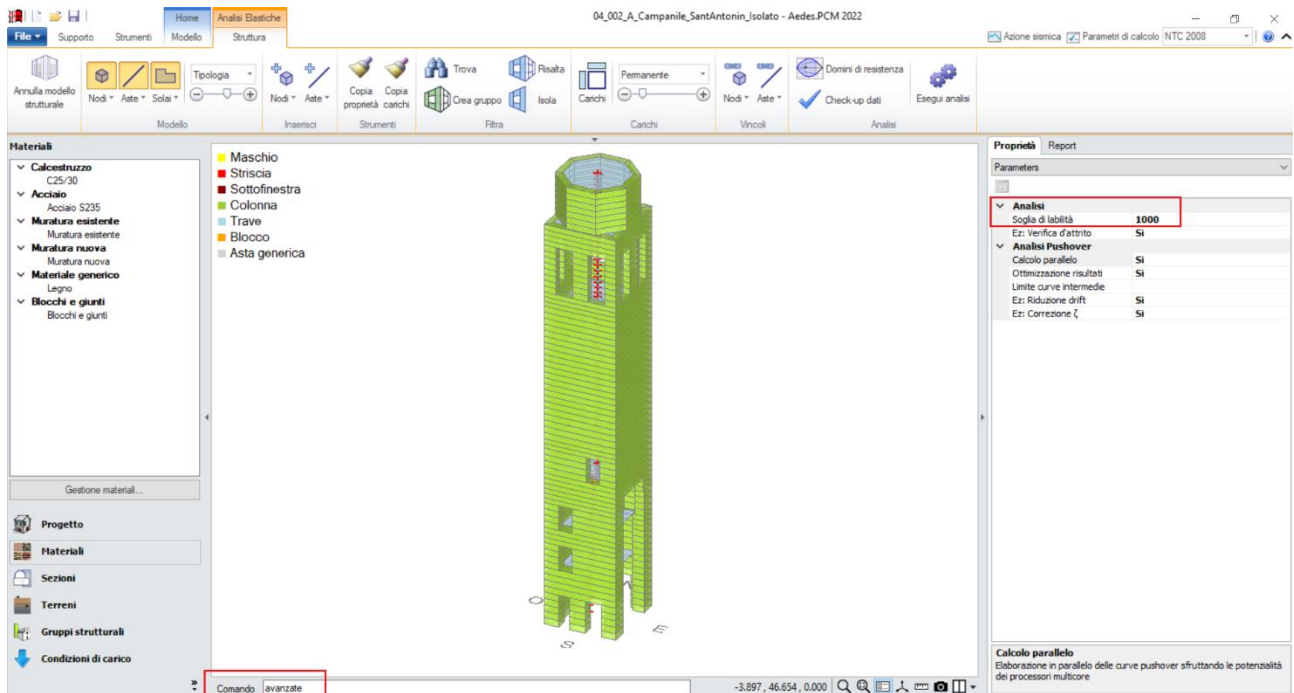 04_002_A_Campanile_SantAntonin_Isolato - Aedes.PCM 2022
Home
Analisi Elastiche
File
Supporto
Strumenti
Modello
Struttura
Azione sismica
Parametri di calcolo
NTC 2008
Annulla modello
strutturale
Nodi
Aste
Solai
Tipologia
Modello
Nodi
Aste
Inserisci
Copia
proprietà
Copia
carichi
Strumenti
Trova
Crea gruppo
Risalta
Isola
Filtra
Carichi
Permanente
Carichi
Nodi
Aste
Vincoli
Domini di resistenza
Check-up dati
Esegui analisi
Analisi
Materiali
Calcestruzzo
C25/30
Acciaio
Acciaio S235
Muratura esistente
Muratura esistente
Muratura nuova
Muratura nuova
Materiale generico
Legno
Blocchi e giunti
Blocchi e giunti
Gestione materiali...
Progetto
Materiali
Sezioni
Terreni
Gruppi strutturali
Condizioni di carico
Maschio
Striscia
Sottofinestra
Colonna
Trave
Blocco
Asta generica
O
S
E
Comando avanzate
-3.897 , 46.654 , 0.000
Proprietà
Report
Parameters
Analisi
Soglia di labilità 1000
Ez: Verifica d'attrito Si
Analisi Pushover
Calcolo parallelo Si
Ottimizzazione risultati Si
Limite curve intermedie
Ez: Riduzione drift Si
Ez: Correzione ζ Si
Calcolo parallelo
Elaborazione in parallelo delle curve pushover sfruttando le potenzialità
dei processori multicore